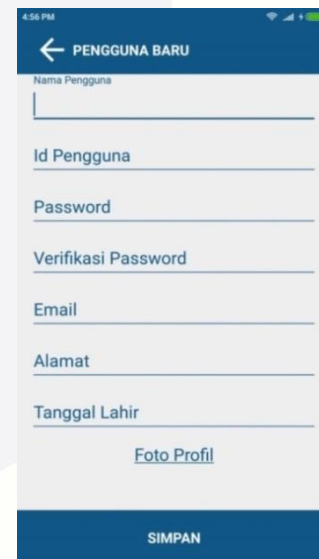 4:56 PM
PENGGUNA BARU
Nama Pengguna
Id Pengguna
Password
Verifikasi Password
Email
Alamat
Tanggal Lahir
Foto Profil
SIMPAN